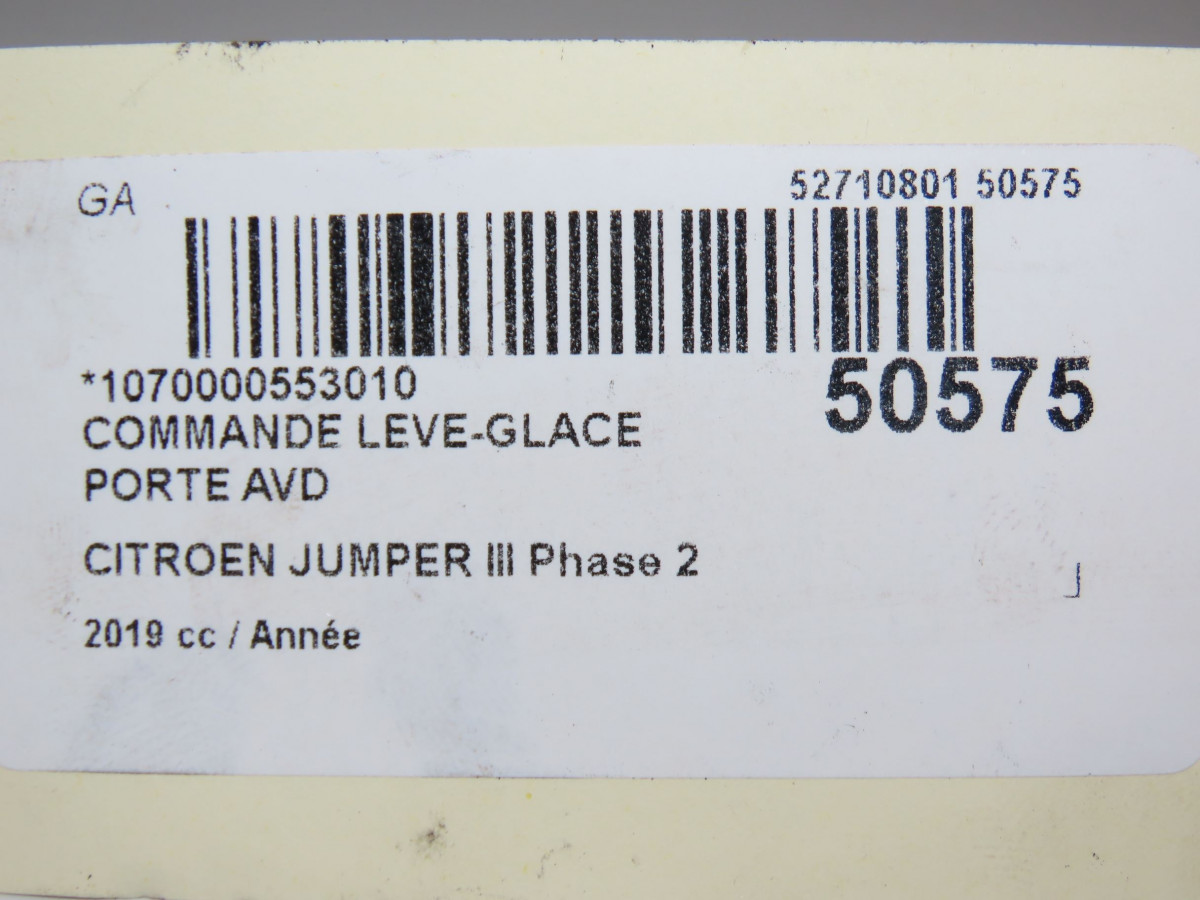 GA
52710801 50575
*1070000553010
50575
COMMANDE LEVE-GLACE
PORTE AVD
CITROEN JUMPER III Phase 2
2019 cc / Année